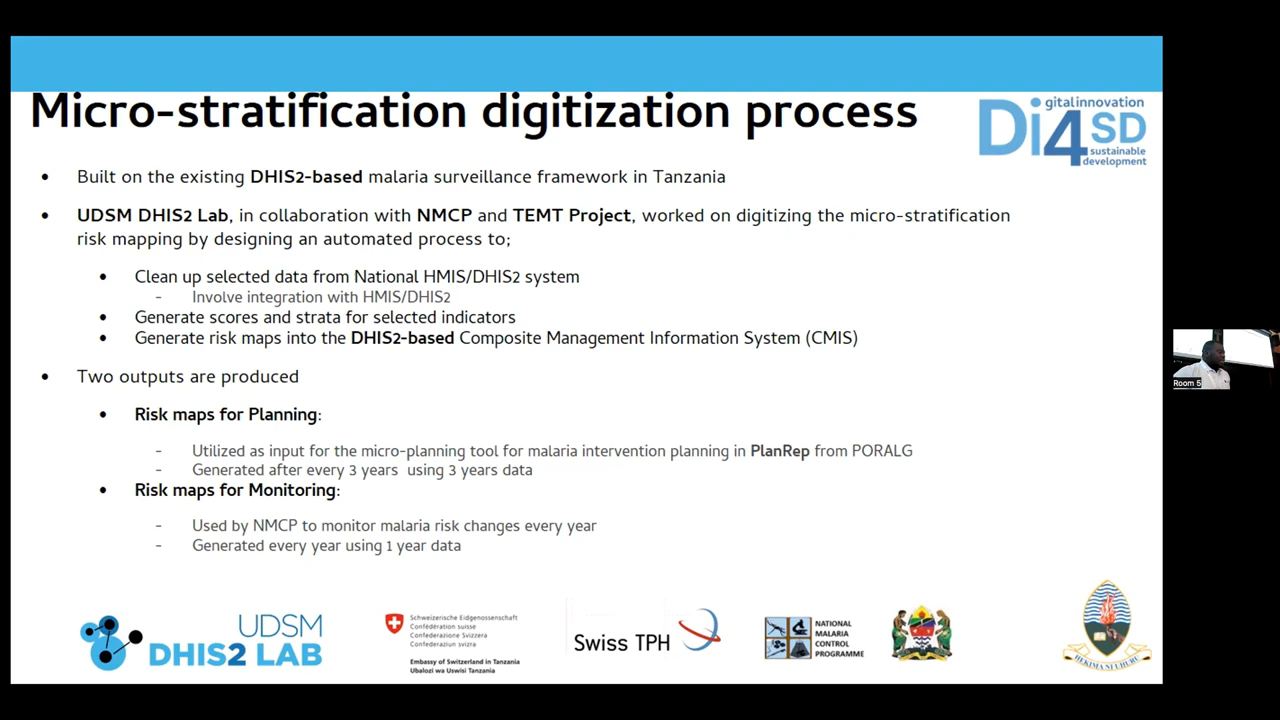 Micro-stratification digitization process
Di4SD
gitalinnovation
sustainable
development
• Built on the existing DHIS2-based malaria surveillance framework in Tanzania
• UDSM DHIS2 Lab, in collaboration with NMCP and TEMT Project, worked on digitizing the micro-stratification
risk mapping by designing an automated process to;
• Clean up selected data from National HMIS/DHIS2 system
- Involve integration with HMIS/DHIS2
• Generate scores and strata for selected indicators
• Generate risk maps into the DHIS2-based Composite Management Information System (CMIS)
• Two outputs are produced
• Risk maps for Planning:
- Utilized as input for the micro-planning tool for malaria intervention planning in PlanRep from PORALG
- Generated after every 3 years using 3 years data
• Risk maps for Monitoring:
- Used by NMCP to monitor malaria risk changes every year
- Generated every year using 1 year data
Room 5
UDSM
DHIS2 LAB
Schweizerische Eidgenossenschaft
Confédération suisse
Confederazione Svizzera
Confederaziun svizra
Embassy of Switzerland in Tanzania
Ubalozi wa Uswisi Tanzania
Swiss TPH
NATIONAL
MALARIA
CONTROL
PROGRAMME
HEKIMA NI UHURU